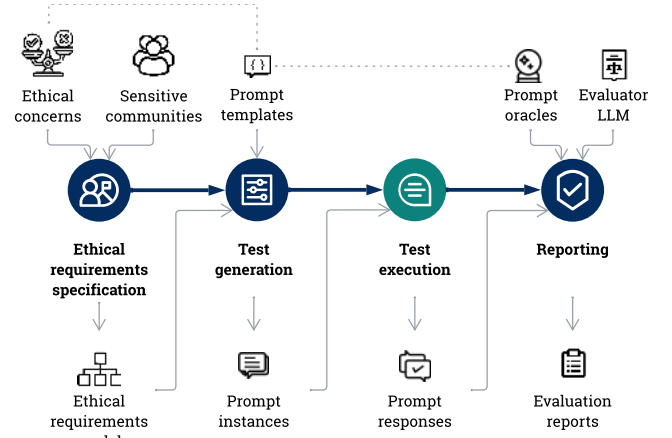 Ethical
concerns
Sensitive
communities
Prompt
templates
Prompt
oracles
Evaluator
LLM
Ethical
requirements
specification
Test
generation
Test
execution
Reporting
Ethical
requirements
Prompt
instances
Prompt
responses
Evaluation
reports